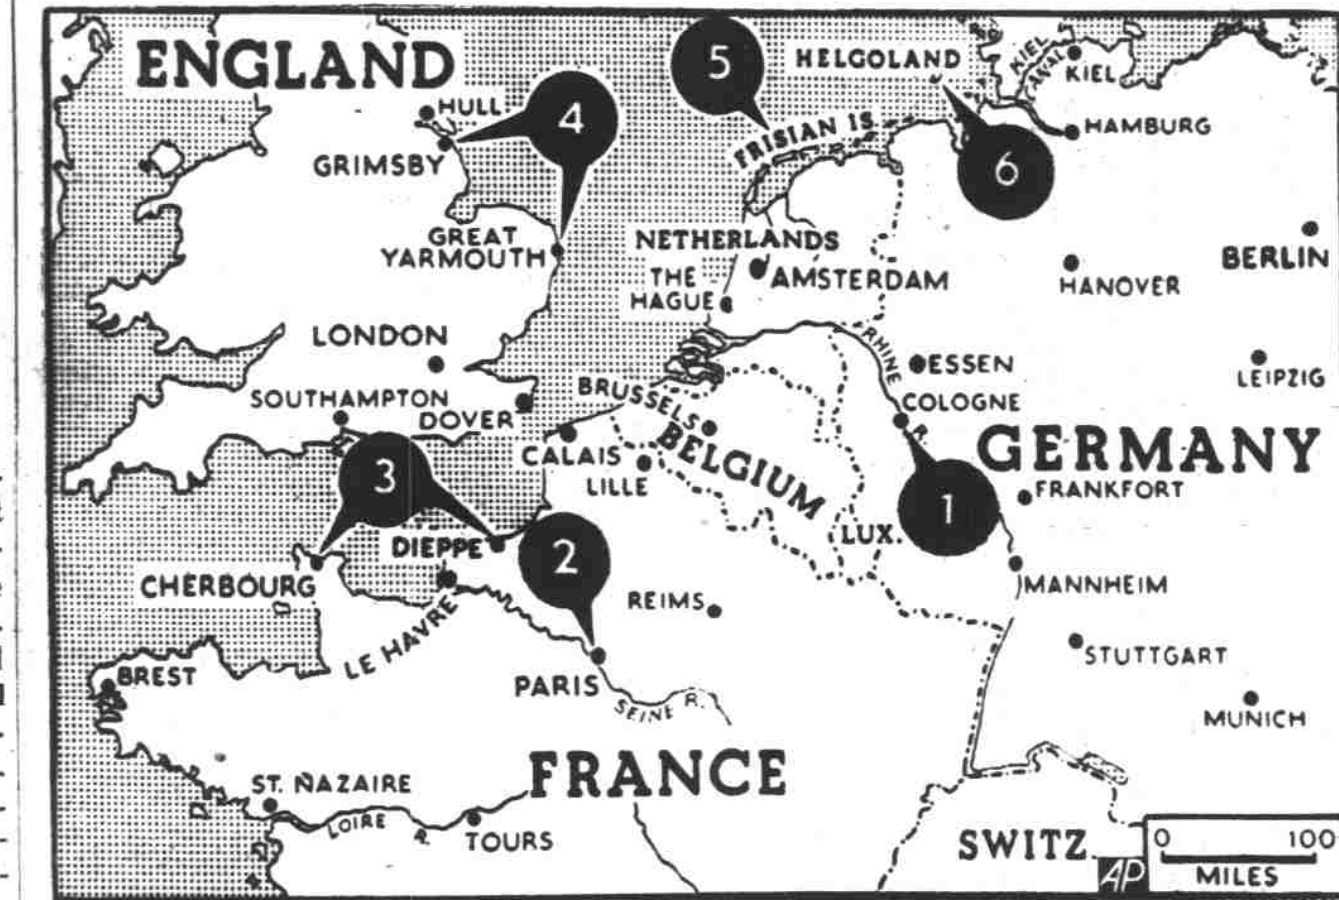 ENGLAND
HULL
GRIMSBY
4
GREAT
YARMOUTH
LONDON
SOUTHAMPTON
DOVER
3
5
HELGOLAND
KIEL
CANAL
KIEL
HAMBURG
FRISIAN IS.
6
NETHERLANDS
AMSTERDAM
THE
HAGUE
HANOVER
BERLIN
RHINE
R.
ESSEN
LEIPZIG
COLOGNE
BRUSSELS
BELGIUM
CALAIS
LILLE
GERMANY
1
FRANKFORT
LUX.
MANNHEIM
DIEPPE
2
CHERBOURG
LE HAVRE
REIMS
STUTTGART
BREST
PARIS
SEINE R.
MUNICH
FRANCE
ST. NAZAIRE
LOIRE R.
TOURS
SWITZ.
AP
0 100
MILES